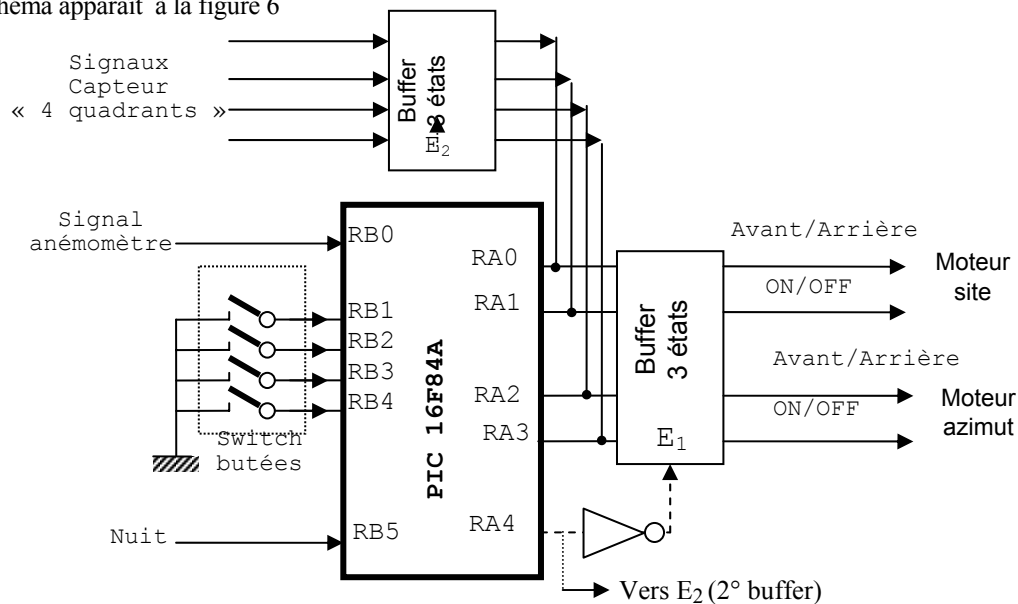 héma apparaît à la figure 6
Signaux
Capteur
« 4 quadrants »
Buffer
3 états
E2
Signal
anémomètre
RB0
RB1
RB2
RB3
RB4
RB5
Switch
butées
Nuit
PIC 16F84A
RA0
RA1
RA2
RA3
RA4
Buffer
3 états
E1
Avant/Arrière
ON/OFF
Moteur
site
Avant/Arrière
ON/OFF
Moteur
azimut
Vers E2 (2° buffer)